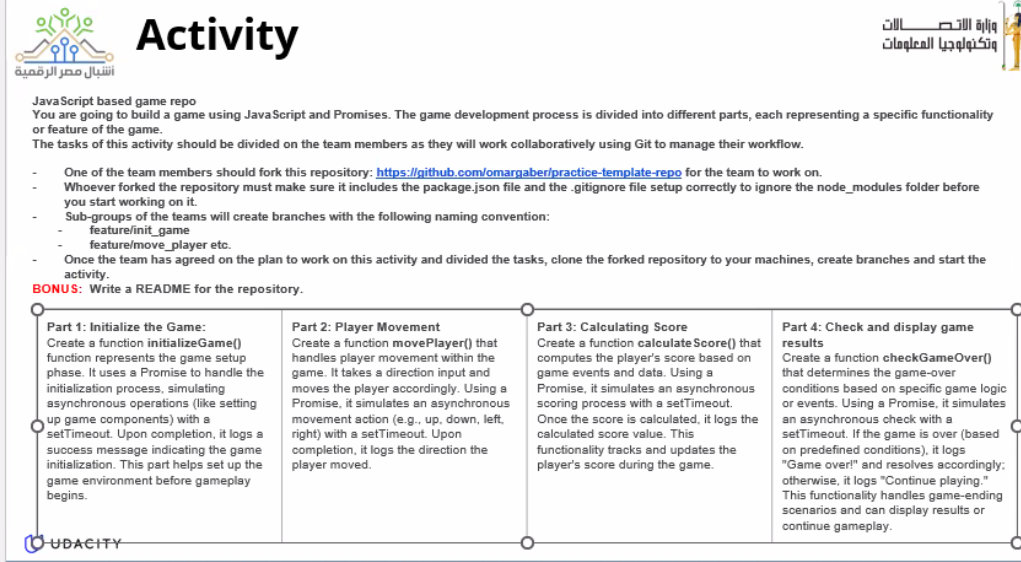 Activity
أشبال مصر الرقمية
وزارة الاتصالات
وتكنولوجيا المعلومات
JavaScript based game repo
You are going to build a game using JavaScript and Promises. The game development process is divided into different parts, each representing a specific functionality
or feature of the game.
The tasks of this activity should be divided on the team members as they will work collaboratively using Git to manage their workflow.
- One of the team members should fork this repository: https://github.com/omargaber/practice-template-repo for the team to work on.
- Whoever forked the repository must make sure it includes the package.json file and the .gitignore file setup correctly to ignore the node_modules folder before
you start working on it.
- Sub-groups of the teams will create branches with the following naming convention:
- feature/init_game
- feature/move_player etc.
- Once the team has agreed on the plan to work on this activity and divided the tasks, clone the forked repository to your machines, create branches and start the
activity.
BONUS: Write a README for the repository.
Part 1: Initialize the Game:
Create a function initializeGame()
function represents the game setup
phase. It uses a Promise to handle the
initialization process, simulating
asynchronous operations (like setting
up game components) with a
setTimeout. Upon completion, it logs a
success message indicating the game
initialization. This part helps set up the
game environment before gameplay
begins.
Part 2: Player Movement
Create a function movePlayer() that
handles player movement within the
game. It takes a direction input and
moves the player accordingly. Using a
Promise, it simulates an asynchronous
movement action (e.g., up, down, left,
right) with a setTimeout. Upon
completion, it logs the direction the
player moved.
Part 3: Calculating Score
Create a function calculateScore() that
computes the player's score based on
game events and data. Using a
Promise, it simulates an asynchronous
scoring process with a setTimeout.
Once the score is calculated, it logs the
calculated score value. This
functionality tracks and updates the
player's score during the game.
Part 4: Check and display game
results
Create a function checkGameOver()
that determines the game-over
conditions based on specific game logic
or events. Using a Promise, it simulates
an asynchronous check with a
setTimeout. If the game is over (based
on predefined conditions), it logs
"Game over!" and resolves accordingly;
otherwise, it logs "Continue playing."
This functionality handles game-ending
scenarios and can display results or
continue gameplay.
UDACITY